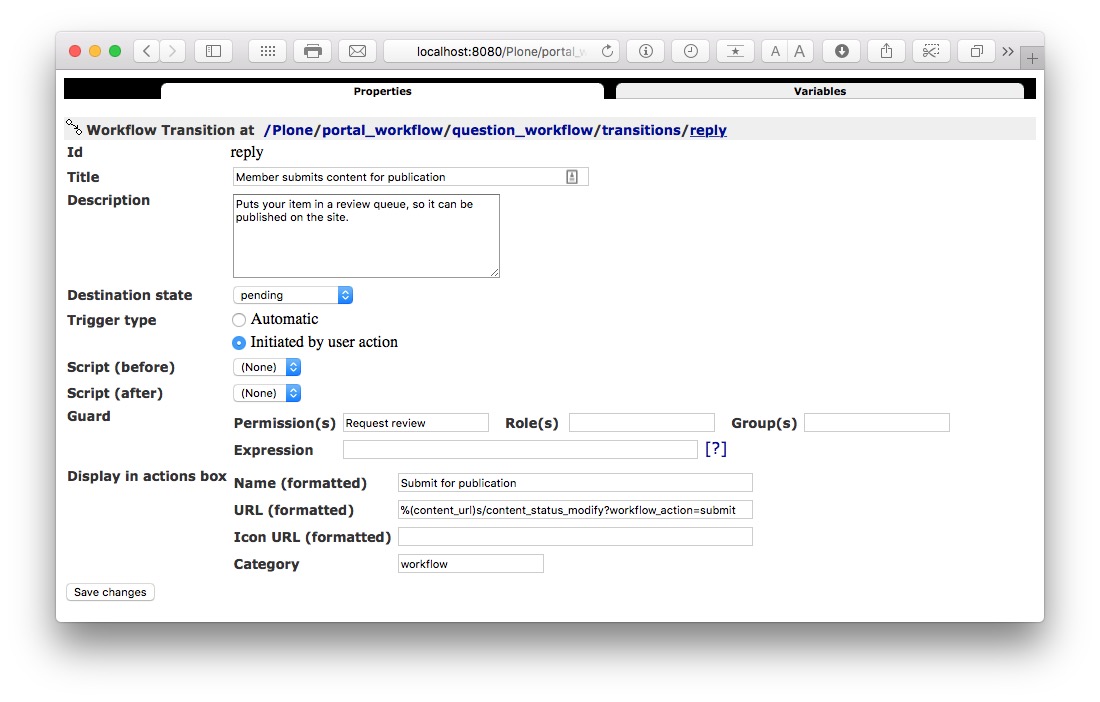 localhost:8080/Plone/portal_w
A A
Properties Variables
Workflow Transition at /Plone/portal_workflow/question_workflow/transitions/reply
Id reply
Title Member submits content for publication
Description Puts your item in a review queue, so it can be
published on the site.
Destination state pending
Trigger type Automatic
Initiated by user action
Script (before) (None)
Script (after) (None)
Guard
Permission(s) Request review Role(s) Group(s)
Expression [?]
Display in actions box
Name (formatted) Submit for publication
URL (formatted) %(content_url)s/content_status_modify?workflow_action=submit
Icon URL (formatted)
Category workflow
Save changes